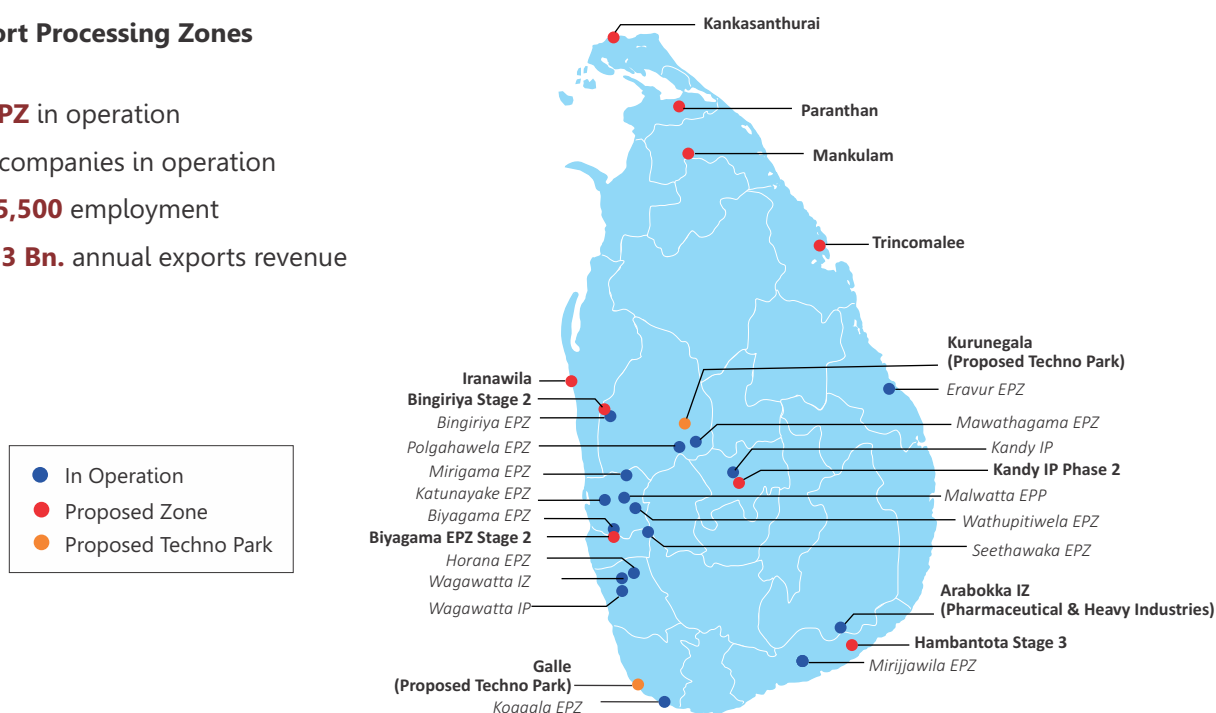 ort Processing Zones
PZ in operation
companies in operation
5,500 employment
3 Bn. annual exports revenue
In Operation
Proposed Zone
Proposed Techno Park
Kankasanthurai
Paranthan
Mankulam
Trincomalee
Kurunegala
(Proposed Techno Park)
Iranawila
Eravur EPZ
Bingiriya Stage 2
Bingiriya EPZ
Mawathagama EPZ
Polgahawela EPZ
Kandy IP
Mirigama EPZ
Kandy IP Phase 2
Katunayake EPZ
Malwatta EPP
Biyagama EPZ
Wathupitiwela EPZ
Biyagama EPZ Stage 2
Seethawaka EPZ
Horana EPZ
Wagawatta IZ
Wagawatta IP
Arabokka IZ
(Pharmaceutical & Heavy Industries)
Hambantota Stage 3
Mirijjawila EPZ
Galle
(Proposed Techno Park)
Koggala EPZ